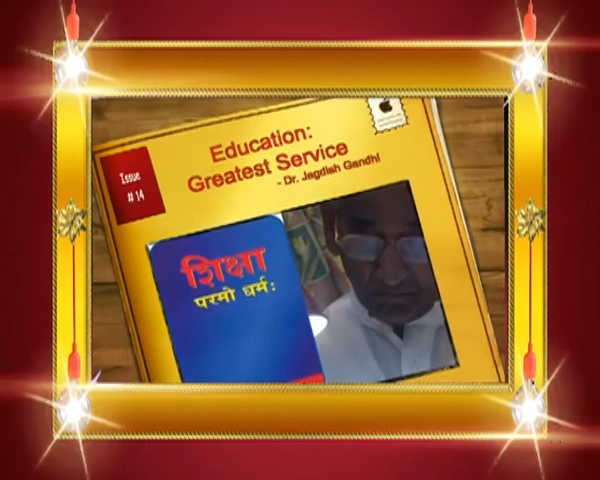 Issue
# 14
Education:
Greatest Service
- Dr. Jagdish Gandhi
शिक्षा
परमो धर्म: